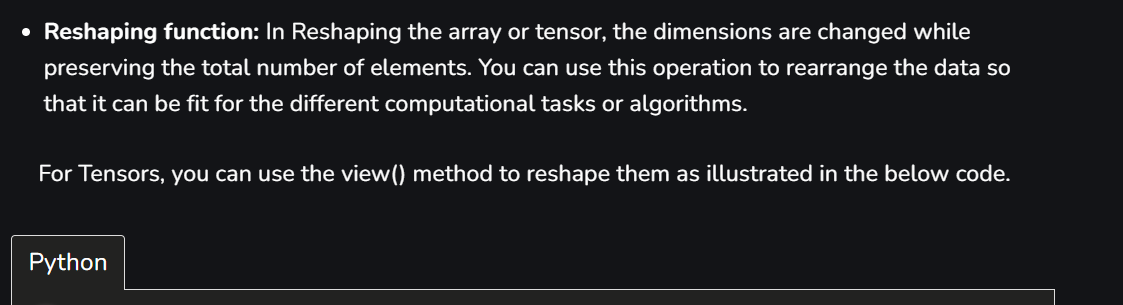 • Reshaping function: In Reshaping the array or tensor, the dimensions are changed while
preserving the total number of elements. You can use this operation to rearrange the data so
that it can be fit for the different computational tasks or algorithms.
For Tensors, you can use the view() method to reshape them as illustrated in the below code.
Python